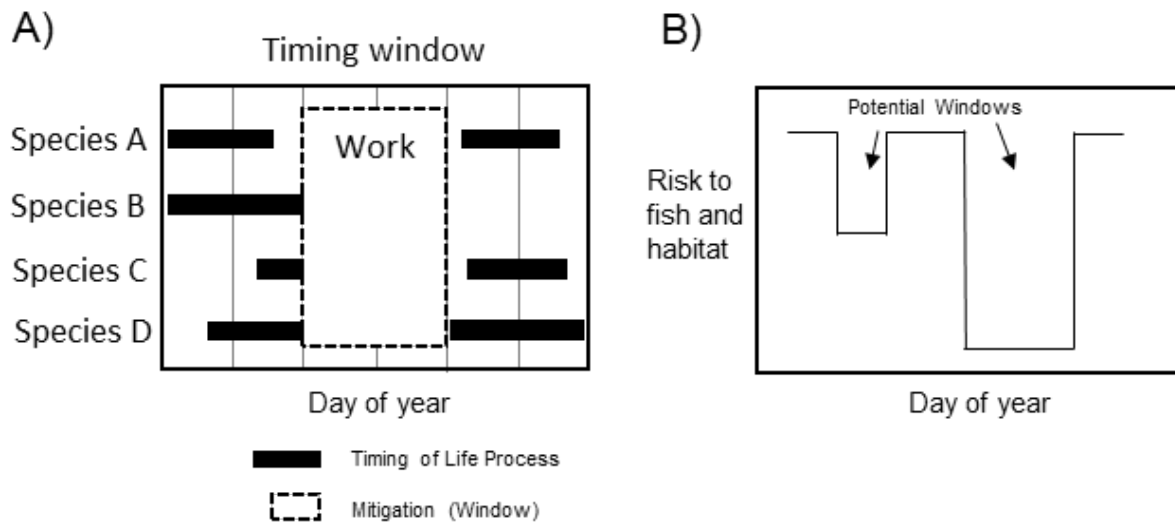 A)
Timing window
Species A
Work
Species B
Species C
Species D
Day of year
Timing of Life Process
Mitigation (Window)
B)
Potential Windows
Risk to
fish and
habitat
Day of year